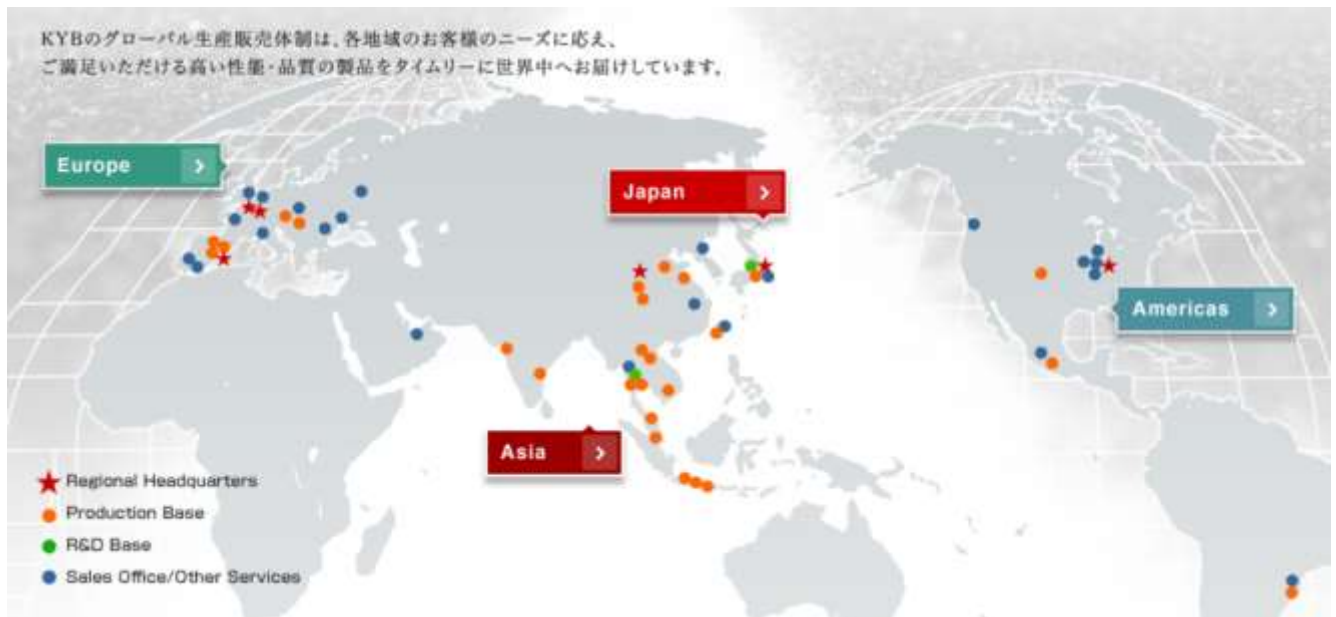 KYBのグローバル生産販売体制は、各地域のお客様のニーズに応え、
ご満足いただける高い性能・品質の製品をタイムリーに世界中へお届けしています。
Europe
Japan
Americas
Asia
Regional Headquarters
Production Base
R&D Base
Sales Office/Other Services